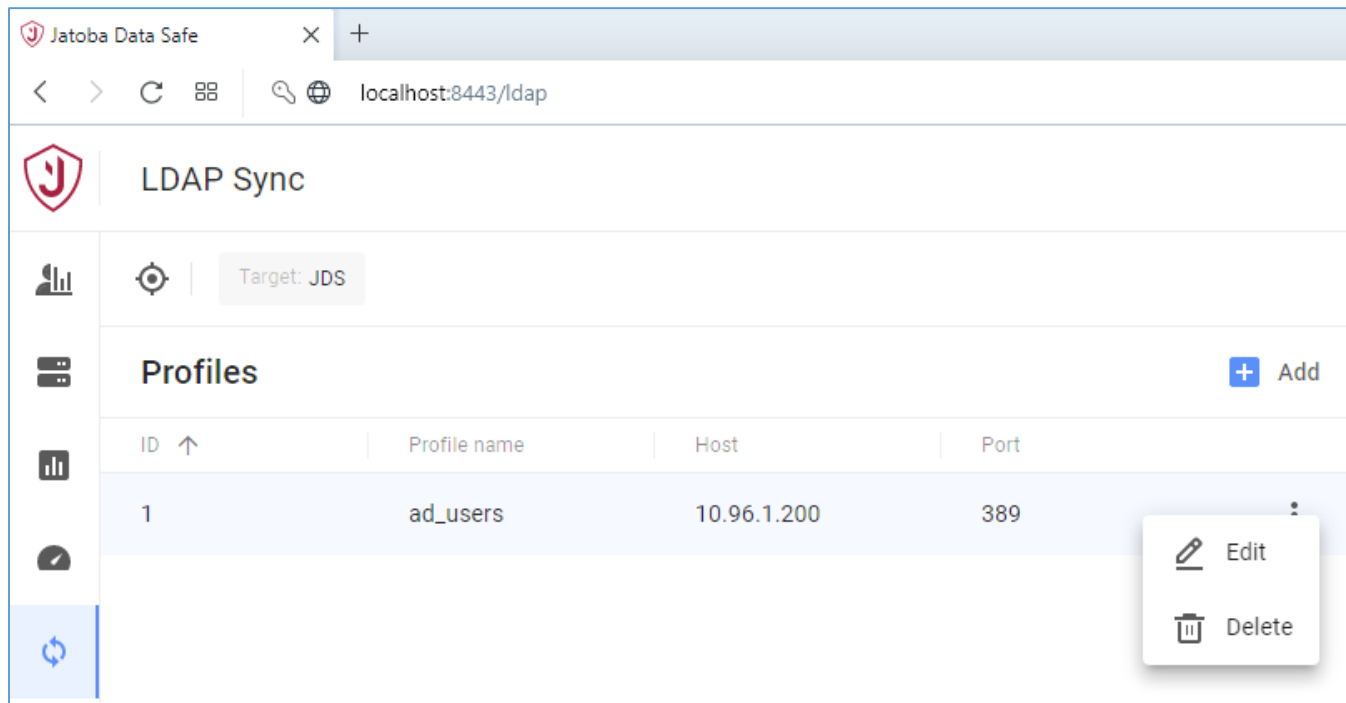 Jatoba Data Safe
localhost:8443/ldap
LDAP Sync
Target: JDS
Profiles
Add
ID Profile name Host Port
1 ad_users 10.96.1.200 389
Edit
Delete